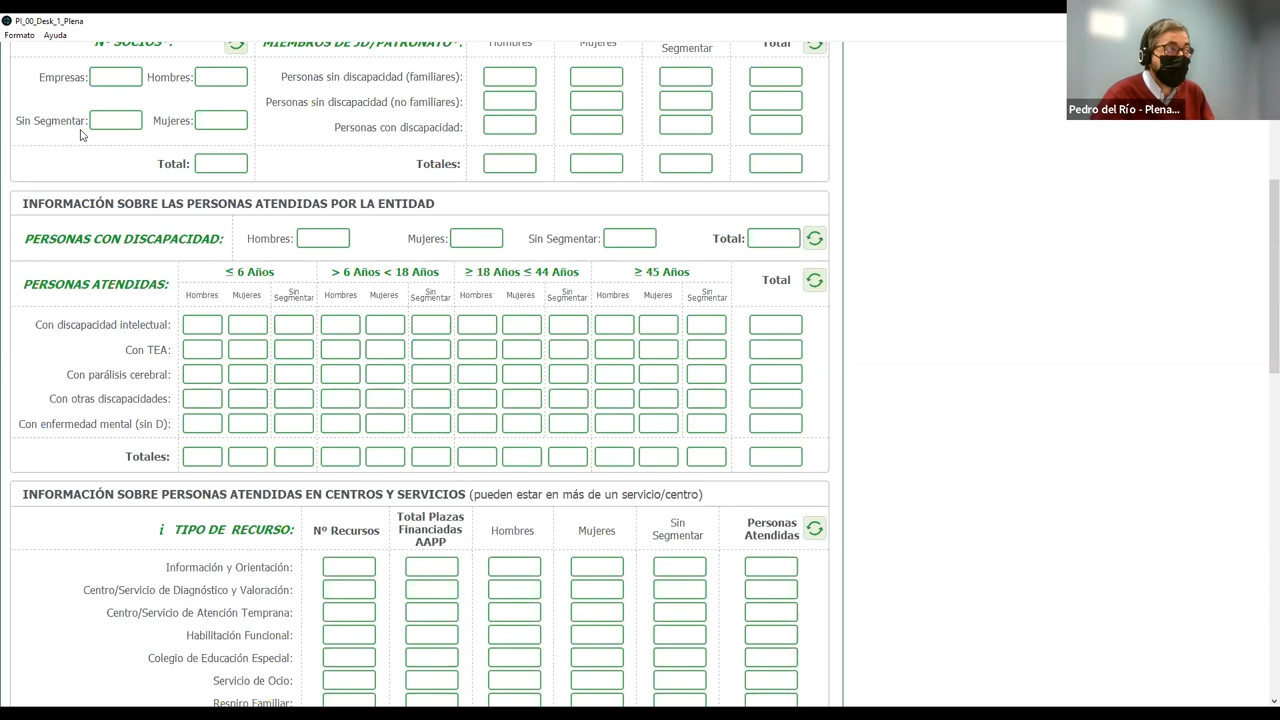 PI_00_Desk_1_Plena
Formato Ayuda
Nº SOCIOS*: MIEMBROS DE JD/PATRONATO*: Hombres Mujeres Segmentar Total
Empresas: Hombres: Personas sin discapacidad (familiares):
Personas sin discapacidad (no familiares):
Sin Segmentar: Mujeres: Personas con discapacidad:
Total: Totales:
INFORMACIÓN SOBRE LAS PERSONAS ATENDIDAS POR LA ENTIDAD
PERSONAS CON DISCAPACIDAD: Hombres: Mujeres: Sin Segmentar: Total:
PERSONAS ATENDIDAS: ≤ 6 Años > 6 Años < 18 Años ≥ 18 Años ≤ 44 Años ≥ 45 Años Total
Hombres Mujeres Sin Segmentar Hombres Mujeres Sin Segmentar Hombres Mujeres Sin Segmentar Hombres Mujeres Sin Segmentar
Con discapacidad intelectual:
Con TEA:
Con parálisis cerebral:
Con otras discapacidades:
Con enfermedad mental (sin D):
Totales:
INFORMACIÓN SOBRE PERSONAS ATENDIDAS EN CENTROS Y SERVICIOS (pueden estar en más de un servicio/centro)
i TIPO DE RECURSO: Nº Recursos Total Plazas Financiadas AAPP Hombres Mujeres Sin Segmentar Personas Atendidas
Información y Orientación:
Centro/Servicio de Diagnóstico y Valoración:
Centro/Servicio de Atención Temprana:
Habilitación Funcional:
Colegio de Educación Especial:
Servicio de Ocio:
Respiro Familiar:
Pedro del Río - Plena...